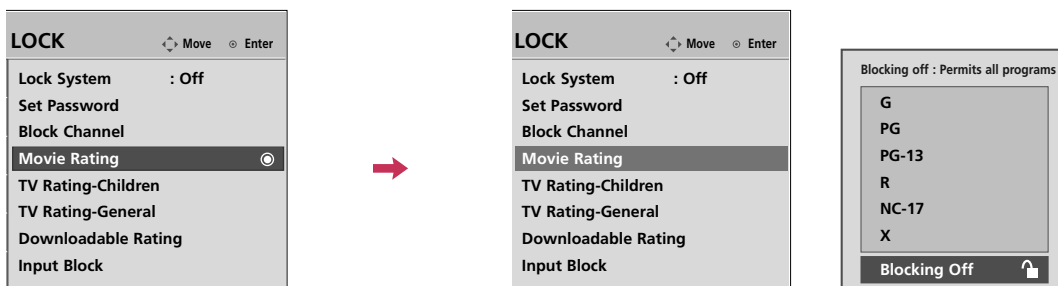 LOCK Move Enter
Lock System : Off
Set Password
Block Channel
Movie Rating
TV Rating-Children
TV Rating-General
Downloadable Rating
Input Block
LOCK Move Enter
Lock System : Off
Set Password
Block Channel
Movie Rating
TV Rating-Children
TV Rating-General
Downloadable Rating
Input Block
Blocking off : Permits all programs
G
PG
PG-13
R
NC-17
X
Blocking Off